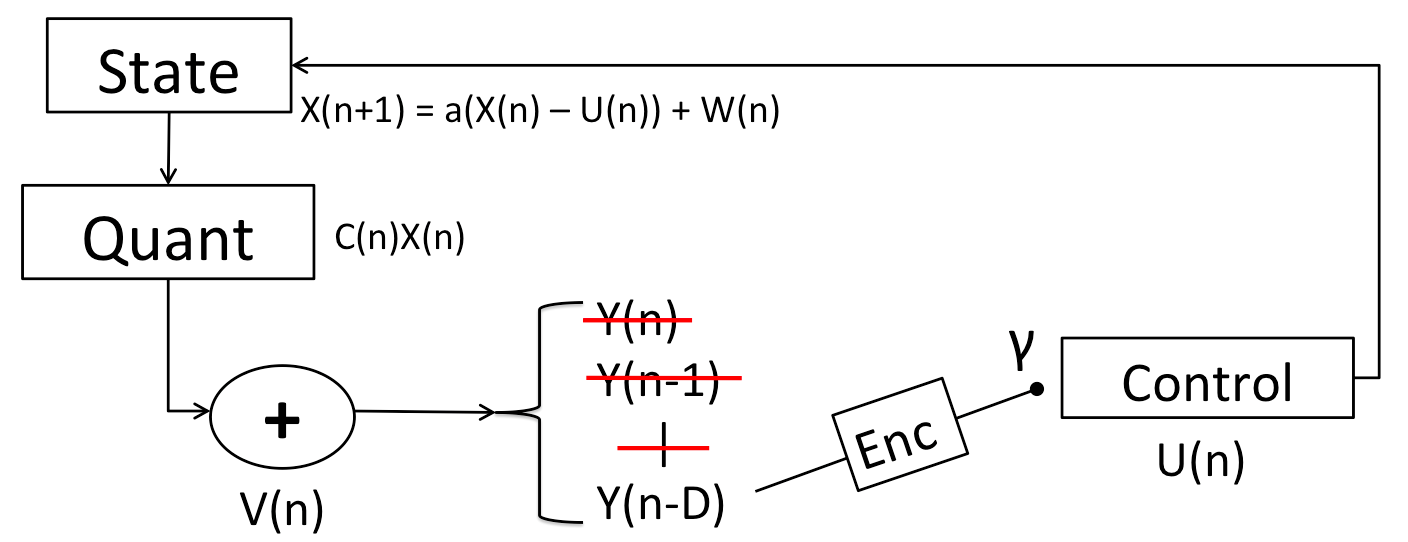 State
X(n+1) = a(X(n) – U(n)) + W(n)
Quant
C(n)X(n)
+
V(n)
Y(n)
Y(n-1)
|
Y(n-D)
Enc
γ
Control
U(n)